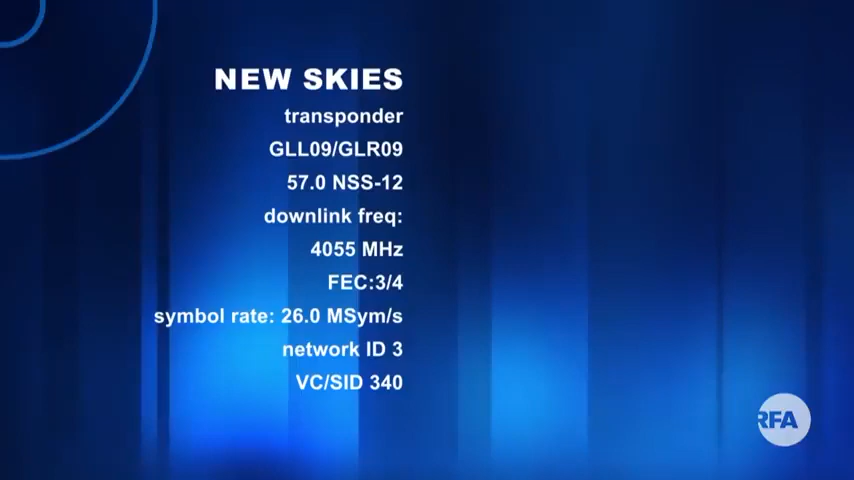 NEW SKIES
transponder
GLL09/GLR09
57.0 NSS-12
downlink freq:
4055 MHz
FEC:3/4
symbol rate: 26.0 MSym/s
network ID 3
VC/SID 340
RFA